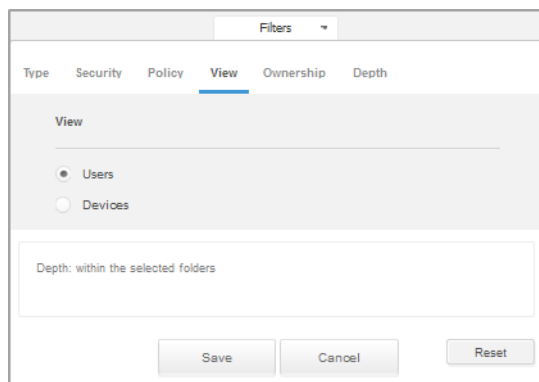 Filters
Type Security Policy View Ownership Depth
View
Users
Devices
Depth: within the selected folders
Save Cancel Reset